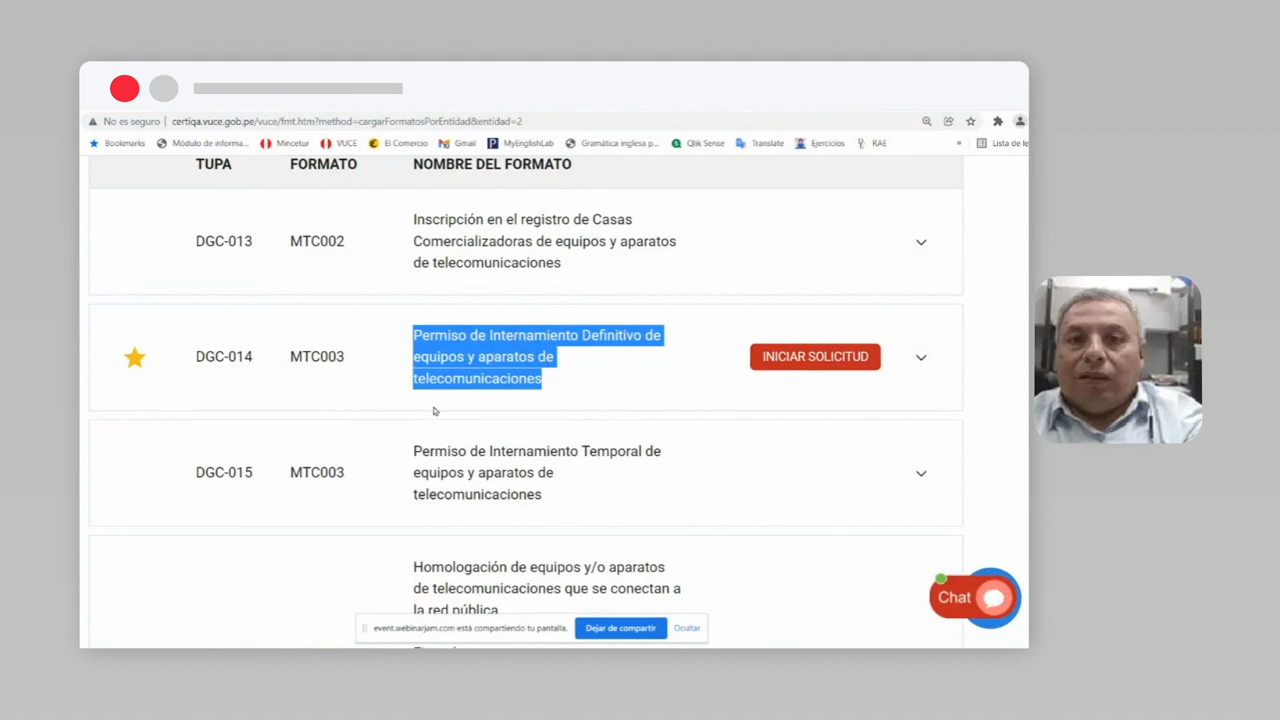 No es seguro | certiqa.vuce.gob.pe/vuce/fmt.htm?method=cargarFormatosPorEntidad&entidad=2
Bookmarks Módulo de informa... Mincetur VUCE El Comercio Gmail MyEnglishLab Gramática inglesa p... Qlik Sense Translate Ejercicios RAE » Lista de le
TUPA FORMATO NOMBRE DEL FORMATO
Inscripción en el registro de Casas
DGC-013 MTC002 Comercializadoras de equipos y aparatos
de telecomunicaciones
Permiso de Internamiento Definitivo de
DGC-014 MTC003 equipos y aparatos de INICIAR SOLICITUD
telecomunicaciones
Permiso de Internamiento Temporal de
DGC-015 MTC003 equipos y aparatos de
telecomunicaciones
Homologación de equipos y/o aparatos
de telecomunicaciones que se conectan a
la red pública
Chat
event.webinarjam.com está compartiendo tu pantalla. Dejar de compartir Ocultar